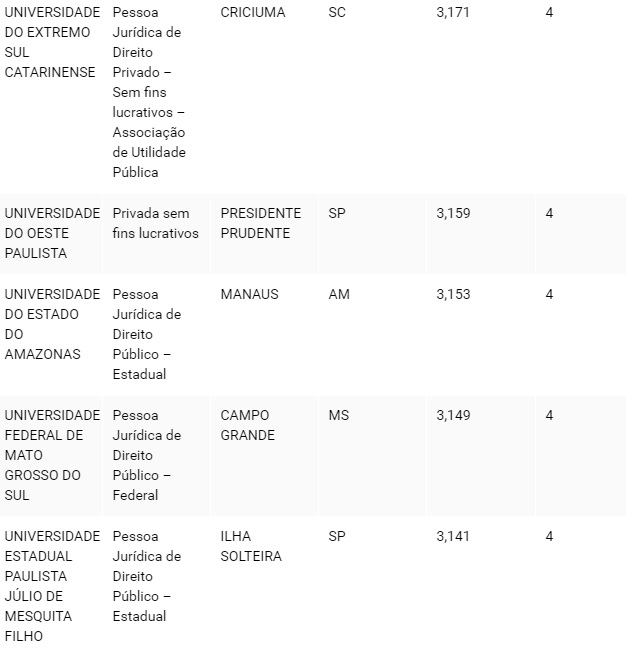 UNIVERSIDADE
DO EXTREMO
SUL
CATARINENSE
Pessoa
Jurídica de
Direito
Privado –
Sem fins
lucrativos –
Associação
de Utilidade
Pública
CRICIUMA
SC
3,171
4
UNIVERSIDADE
DO OESTE
PAULISTA
Privada sem
fins lucrativos
PRESIDENTE
PRUDENTE
SP
3,159
4
UNIVERSIDADE
DO ESTADO
DO
AMAZONAS
Pessoa
Jurídica de
Direito
Público –
Estadual
MANAUS
AM
3,153
4
UNIVERSIDADE
FEDERAL DE
MATO
GROSSO DO
SUL
Pessoa
Jurídica de
Direito
Público –
Federal
CAMPO
GRANDE
MS
3,149
4
UNIVERSIDADE
ESTADUAL
PAULISTA
JÚLIO DE
MESQUITA
FILHO
Pessoa
Jurídica de
Direito
Público –
Estadual
ILHA
SOLTEIRA
SP
3,141
4